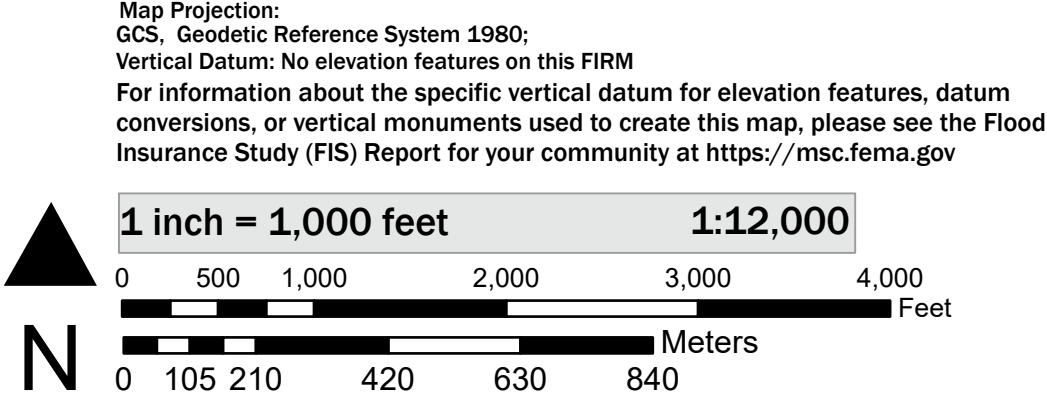 Map Projection:
GCS, Geodetic Reference System 1980;
Vertical Datum: No elevation features on this FIRM
For information about the specific vertical datum for elevation features, datum
conversions, or vertical monuments used to create this map, please see the Flood
Insurance Study (FIS) Report for your community at https://msc.fema.gov
1 inch = 1,000 feet 1:12,000
0 500 1,000 2,000 3,000 4,000
Feet
Meters
0 105 210 420 630 840
N